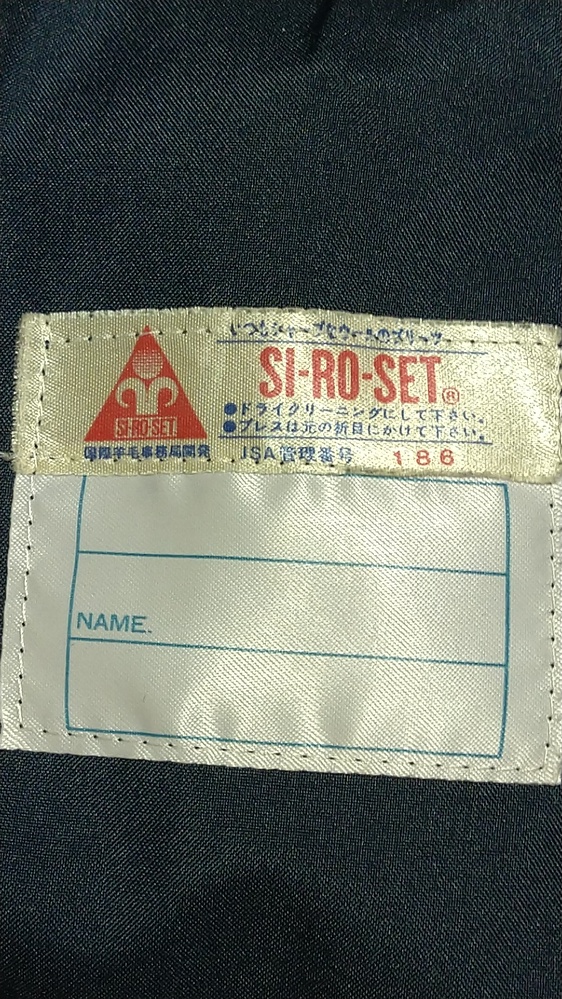 いつもシャープなウールのプリーツ
SI-RO-SET®
SI-RO-SET
●ドライクリーニングにして下さい。
●プレスは元の折目にかけて下さい。
国際羊毛事務局開発
JSA管理番号 186
NAME.